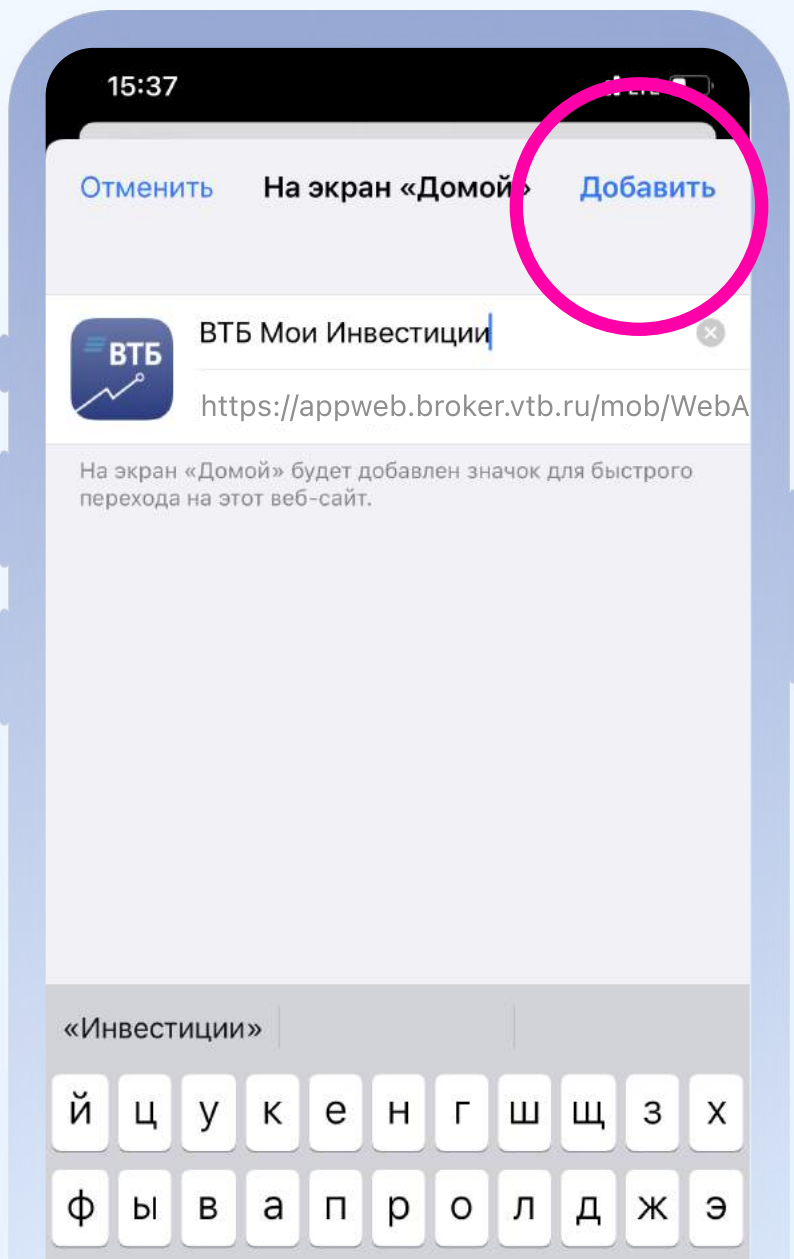 15:37
Отменить На экран «Домой» Добавить
ВТБ Мои Инвестиции
ВТБ
https://appweb.broker.vtb.ru/mob/WebA
На экран «Домой» будет добавлен значок для быстрого
перехода на этот веб-сайт.
«Инвестиции»
й ц у к е н г ш щ з х
ф ы в а п р о л д ж э